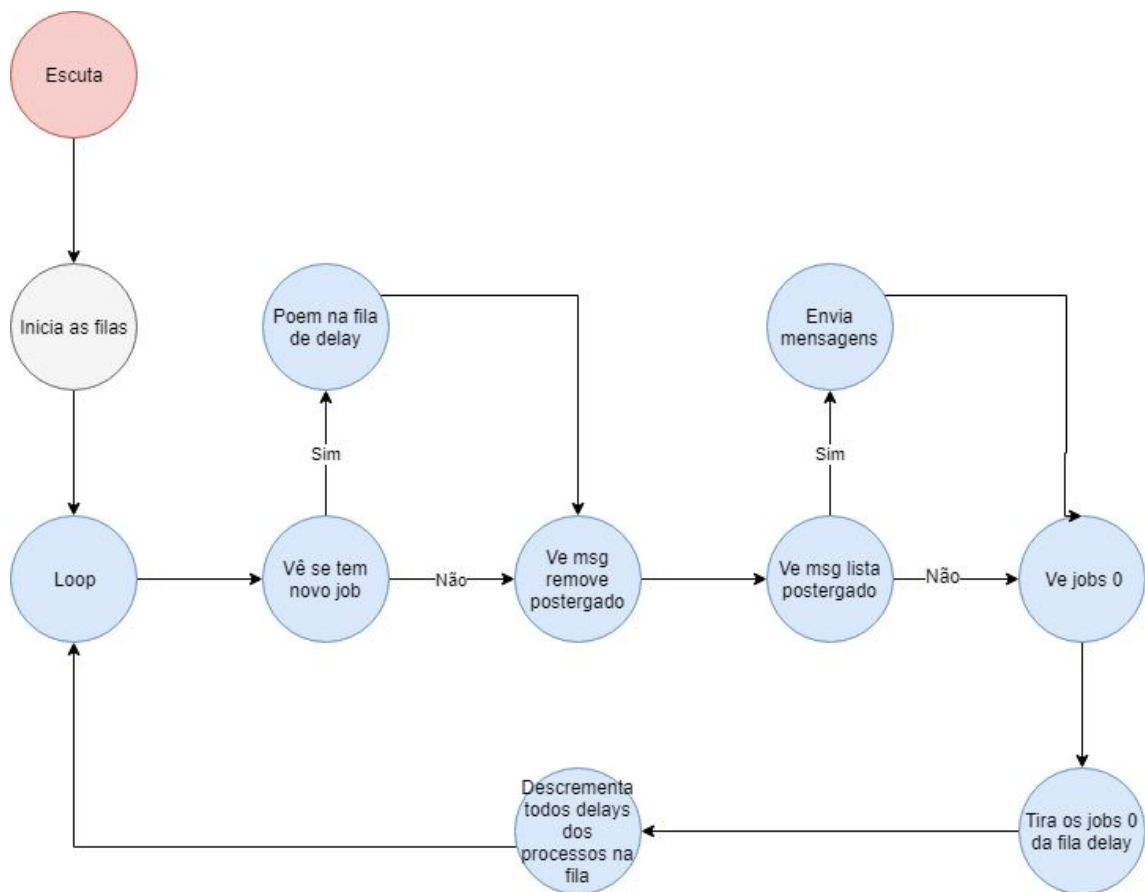 Escuta
Inicia as filas
Poem na fila
de delay
Envia
mensagens
Sim
Sim
Loop
Vê se tem
novo job
Não
Ve msg
remove
postergado
Ve msg lista
postergado
Não
Ve jobs 0
Descrementa
todos delays
dos
processos na
fila
Tira os jobs 0
da fila delay